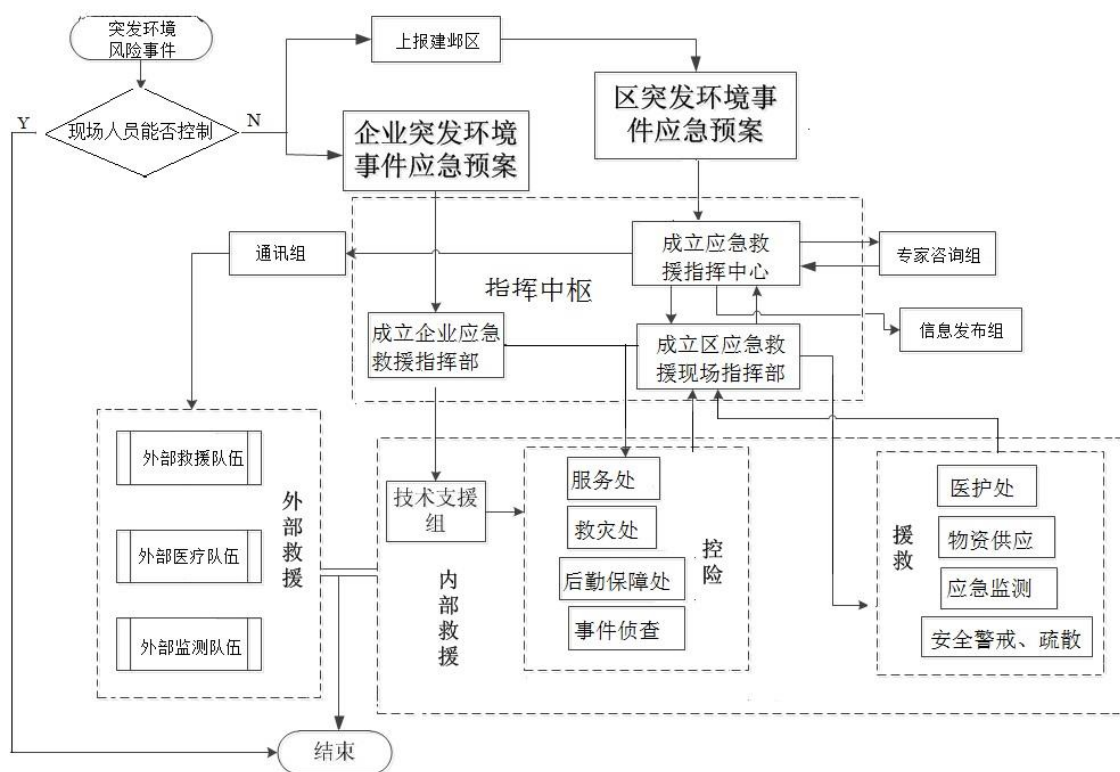 突发环境
风险事件
上报建邺区
Y
现场人员能否控制
N
企业突发环境
事件应急预案
区突发环境事
件应急预案
通讯组
成立应急救
援指挥中心
专家咨询组
指挥中枢
信息发布组
成立企业应急
救援指挥部
成立区应急救
援现场指挥部
外部救援队伍
外部医疗队伍
外部监测队伍
外部救援
技术支援
组
内部救援
服务处
救灾处
后勤保障处
事件侦查
控险
援救
医护处
物资供应
应急监测
安全警戒、疏散
结束